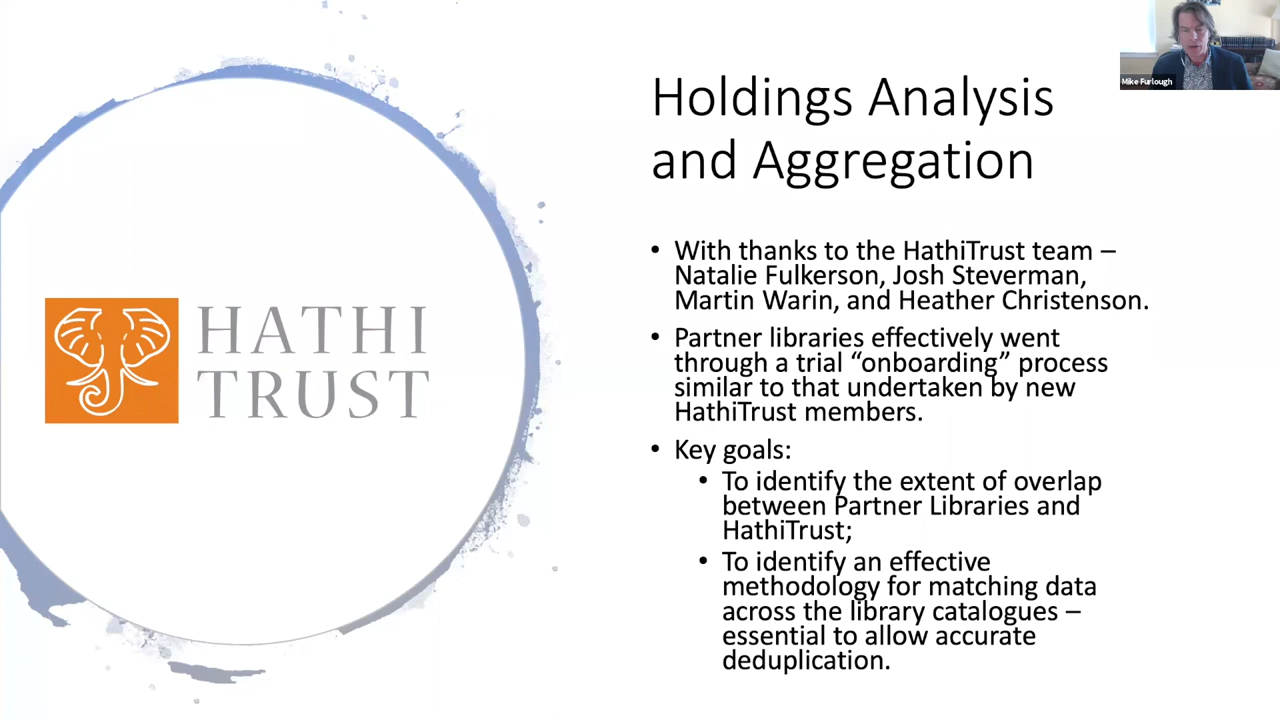 Holdings Analysis
and Aggregation
Mike Furlough
HATHI
TRUST
• With thanks to the HathiTrust team –
Natalie Fulkerson, Josh Steverman,
Martin Warin, and Heather Christenson.
• Partner libraries effectively went
through a trial “onboarding” process
similar to that undertaken by new
HathiTrust members.
• Key goals:
• To identify the extent of overlap
between Partner Libraries and
HathiTrust;
• To identify an effective
methodology for matching data
across the library catalogues –
essential to allow accurate
deduplication.